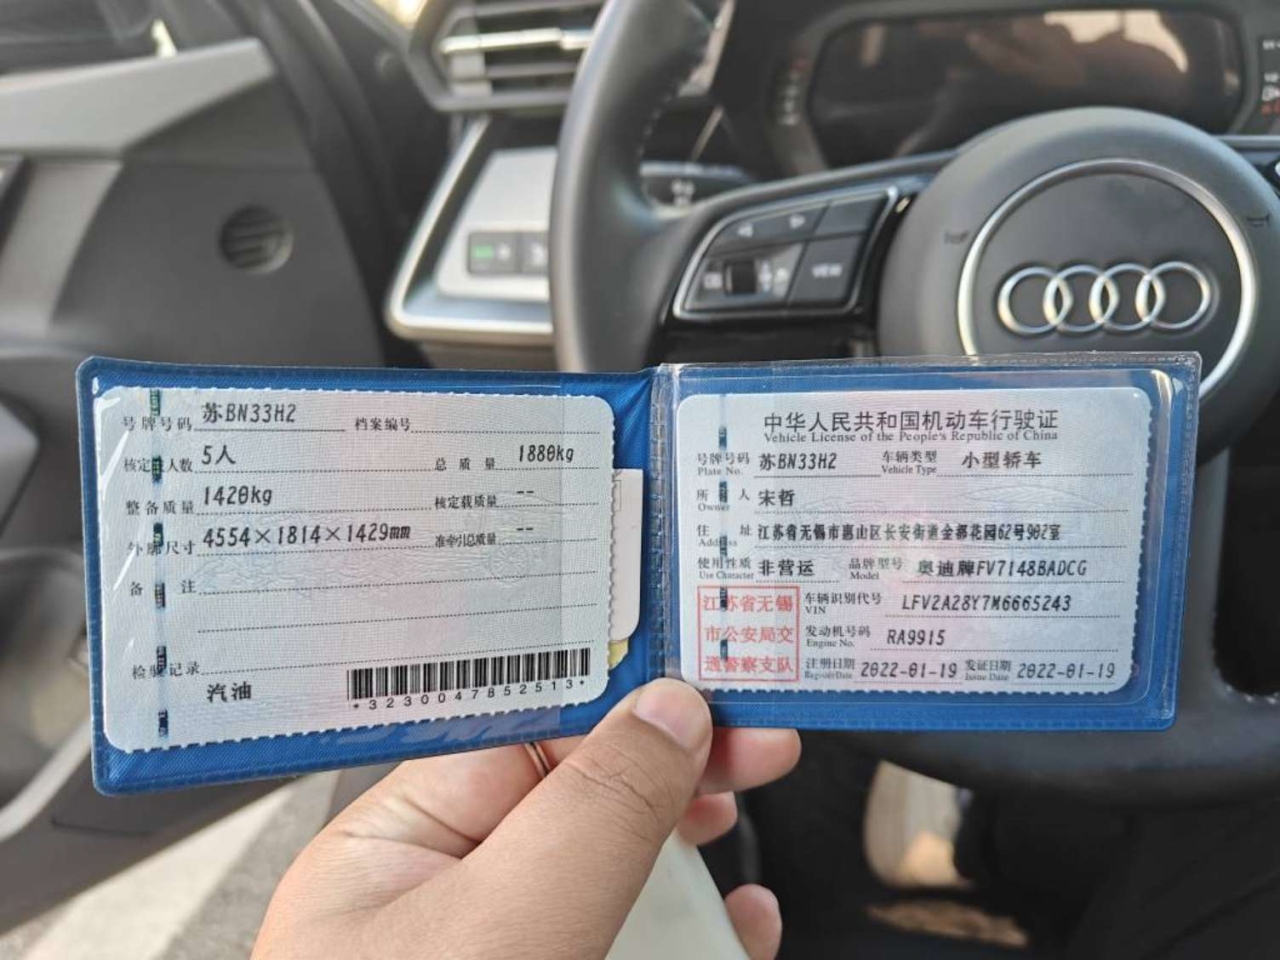 号牌号码 苏BN33H2 档案编号
核定载人数 5人 总质量 1880kg
整备质量 1420kg 核定载质量 --
外廓尺寸 4554×1814×1429mm 准牵引总质量 --
备注
检验记录
汽油
*3230047852513*
中华人民共和国机动车行驶证
Vehicle License of the People's Republic of China
号牌号码 苏BN33H2 车辆类型 小型轿车
Plate No. Vehicle Type
所有人 宋哲
Owner
住址 江苏省无锡市惠山区长安街道金都花园62号902室
Address
使用性质 非营运 品牌型号 奥迪牌FV7148BADCG
Use Character Model
江苏省无锡市公安局交通警察支队
车辆识别代号 LFV2A28Y7M6665243
VIN
发动机号码 RA9915
Engine No.
注册日期 2022-01-19 发证日期 2022-01-19
Register Date Issue Date
VIEW